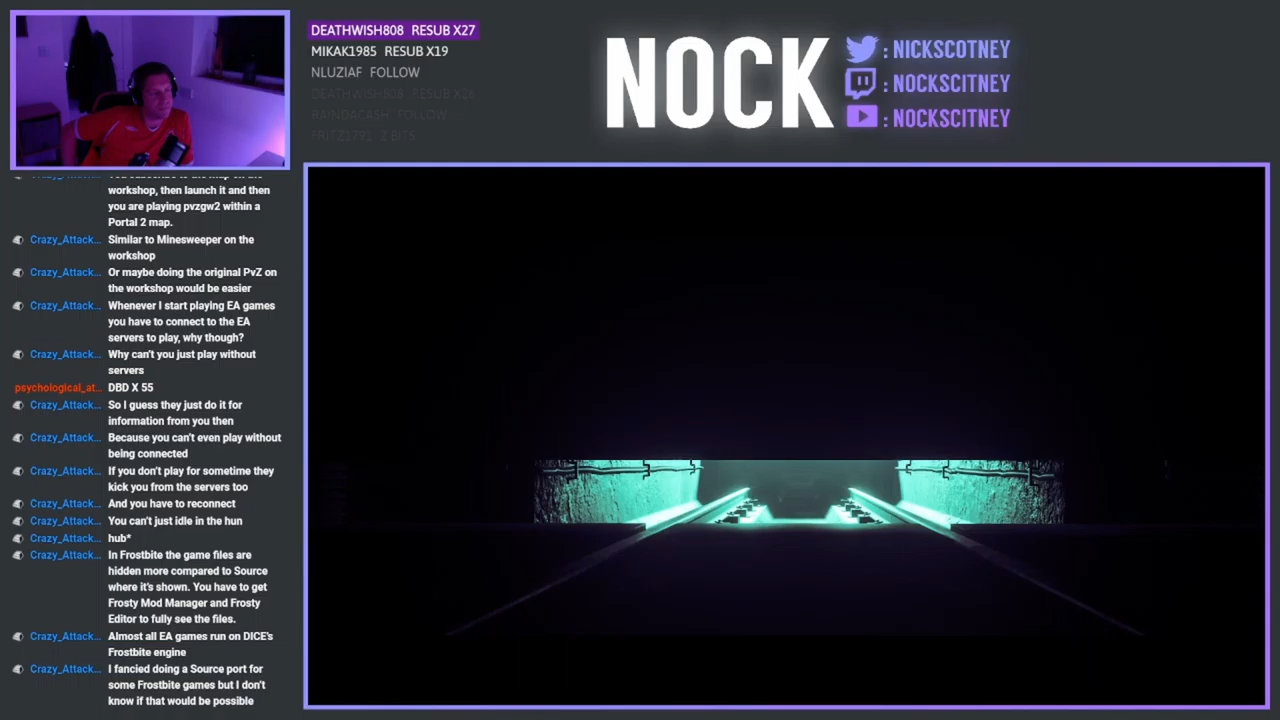 DEATHWISH808 RESUB X27
MIKAK1985 RESUB X19
NLUZIAF FOLLOW
DEATHWISH808 RESUB X26
RAINDACASH FOLLOW
FRITZ1791 2 BITS
NOCK
: NICKSCOTNEY
: NOCKSCITNEY
: NOCKSCITNEY
workshop, then launch it and then
you are playing pvzgw2 within a
Portal 2 map.
Crazy_Attack... Similar to Minesweeper on the
workshop
Crazy_Attack... Or maybe doing the original PvZ on
the workshop would be easier
Crazy_Attack... Whenever I start playing EA games
you have to connect to the EA
servers to play, why though?
Crazy_Attack... Why can't you just play without
servers
psychological_at... DBD X 55
Crazy_Attack... So I guess they just do it for
information from you then
Crazy_Attack... Because you can't even play without
being connected
Crazy_Attack... If you don't play for sometime they
kick you from the servers too
Crazy_Attack... And you have to reconnect
Crazy_Attack... You can't just idle in the hun
Crazy_Attack... hub*
Crazy_Attack... In Frostbite the game files are
hidden more compared to Source
where it's shown. You have to get
Frosty Mod Manager and Frosty
Editor to fully see the files.
Crazy_Attack... Almost all EA games run on DICE's
Frostbite engine
Crazy_Attack... I fancied doing a Source port for
some Frostbite games but I don't
know if that would be possible